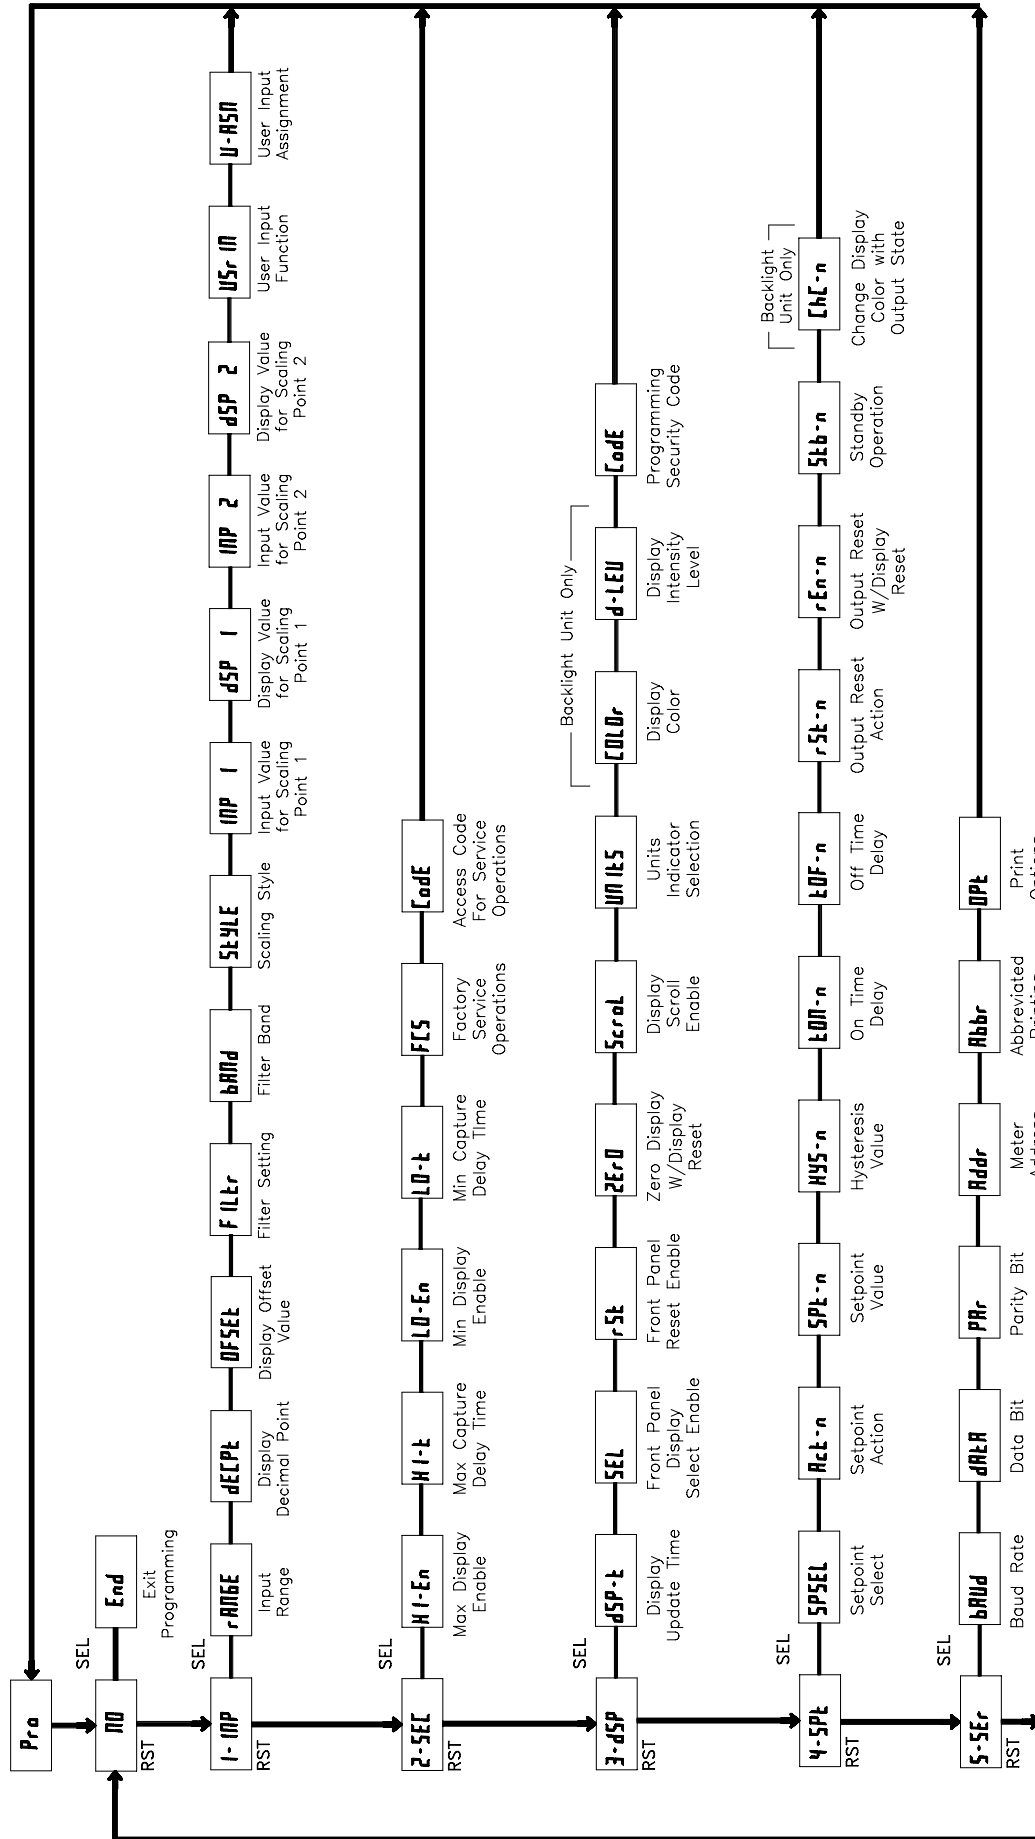 Pro
NO
RST
SEL
End
Exit
Programming
1-INP
RST
SEL
rANGE
Input
Range
dECPt
Display
Decimal Point
OFSEt
Display Offset
Value
FILtr
Filter Setting
bANd
Filter Band
StYLE
Scaling Style
INP 1
Input Value
for Scaling
Point 1
dSP 1
Display Value
for Scaling
Point 1
INP 2
Input Value
for Scaling
Point 2
dSP 2
Display Value
for Scaling
Point 2
USr IN
User Input
Function
U-ASN
User Input
Assignment
2-SEC
RST
SEL
HI-En
Max Display
Enable
HI-t
Max Capture
Delay Time
LO-En
Min Display
Enable
LO-t
Min Capture
Delay TIme
FCS
Factory
Service
Operations
CodE
Access Code
For Service
Operations
3-dSP
RST
SEL
dSP-t
Display
Update Time
SEL
Front Panel
Display
Select Enable
rSt
Front Panel
Reset Enable
ZErO
Zero Display
W/Display
Reset
ScroL
Display
Scroll
Enable
UNItS
Units
Indicator
Selection
Backlight Unit Only
COLOr
Display
Color
d-LEV
Display
Intensity
Level
CodE
Programming
Security Code
4-SPt
RST
SEL
SPSEL
Setpoint
Select
Act-n
Setpoint
Action
SPt-n
Setpoint
Value
HYS-n
Hysteresis
Value
tON-n
On Time
Delay
tOF-n
Off Time
Delay
rSt-n
Output Reset
Action
rEn-n
Output Reset
W/Display
Reset
Stb-n
Standby
Operation
Backlight
Unit Only
ChC-n
Change Display
Color with
Output State
5-SEr
SEL
bAUd
Baud Rate
dAtA
Data Bit
PAr
Parity Bit
Addr
Meter
Abbr
Abbreviated
OPt
Print